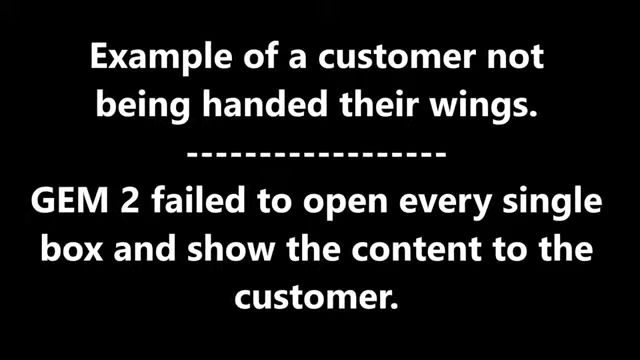 Example of a customer not
being handed their wings.
------------------
GEM 2 failed to open every single
box and show the content to the
customer.